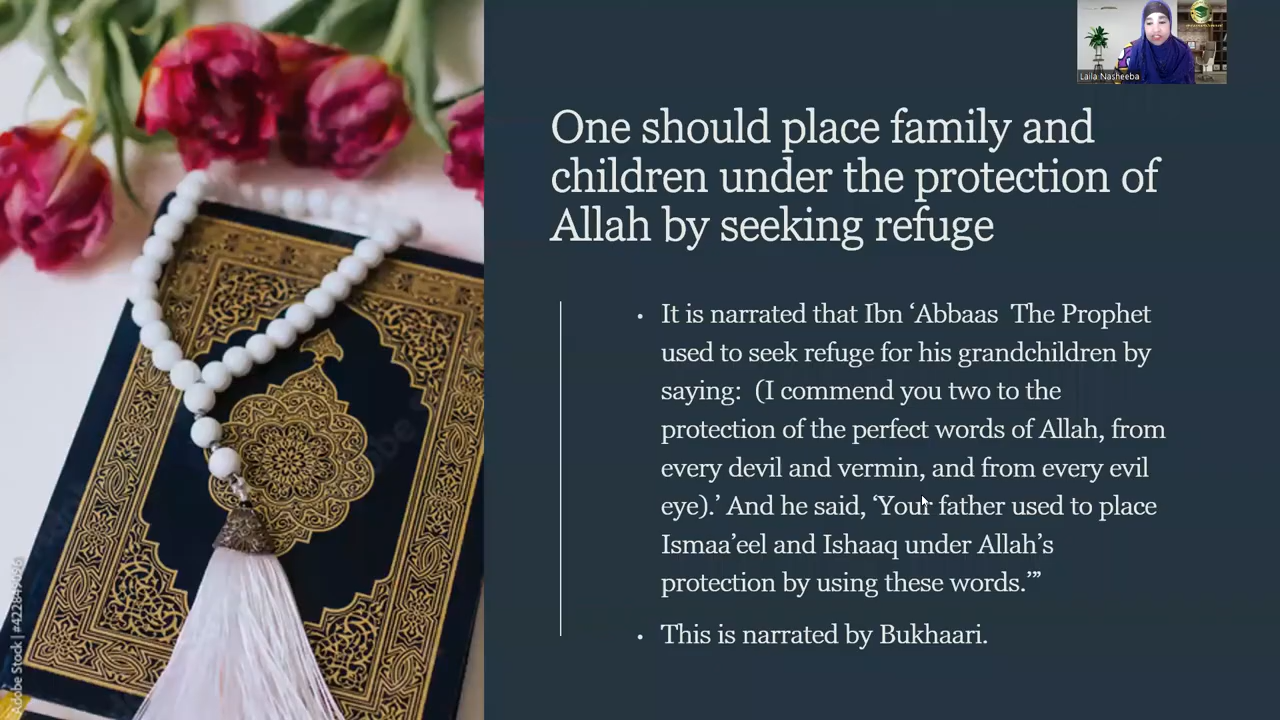 Laila Nasheeba
One should place family and
children under the protection of
Allah by seeking refuge
• It is narrated that Ibn ‘Abbaas  The Prophet
used to seek refuge for his grandchildren by
saying:  (I commend you two to the
protection of the perfect words of Allah, from
every devil and vermin, and from every evil
eye).’ And he said, ‘Your father used to place
Ismaa’eel and Ishaaq under Allah’s
protection by using these words.’”
• This is narrated by Bukhaari.
Adobe Stock | #422849696